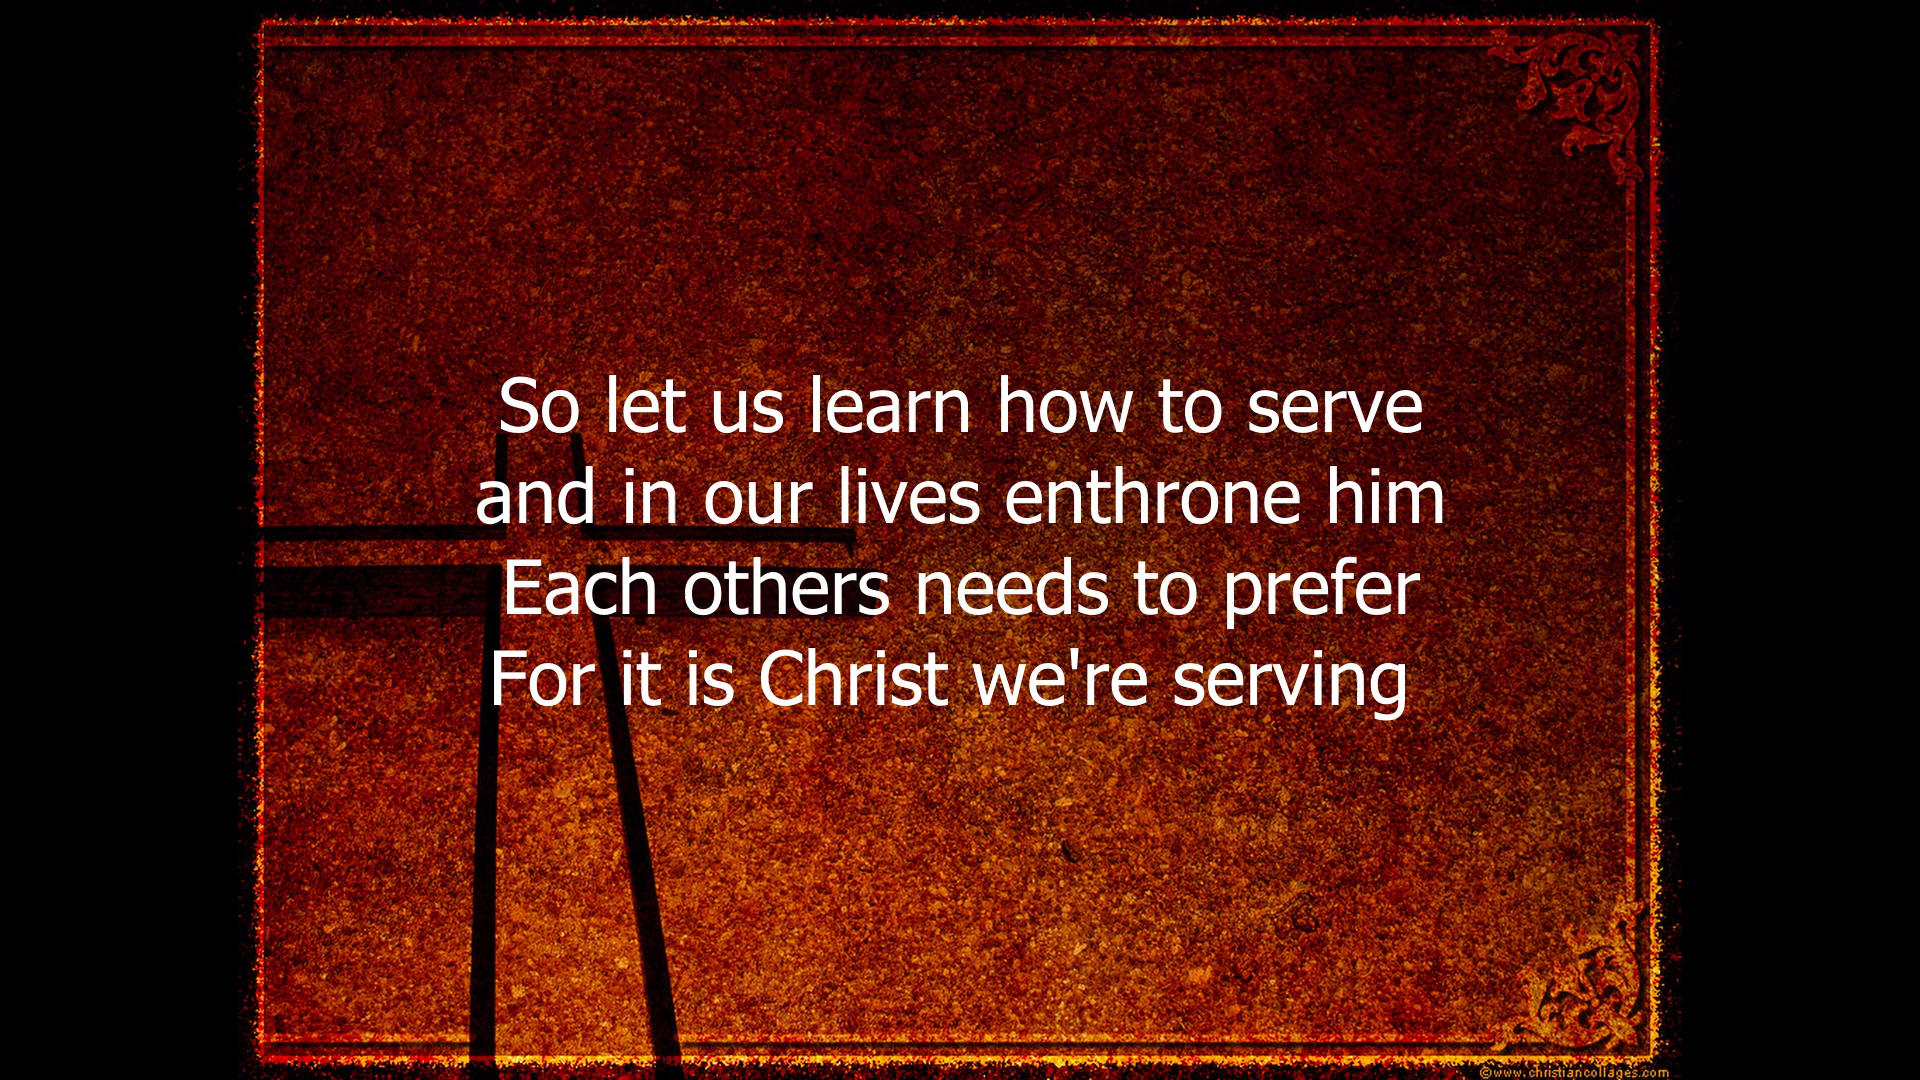 So let us learn how to serve
and in our lives enthrone him
Each others needs to prefer
For it is Christ we're serving
©www.christiancollages.com